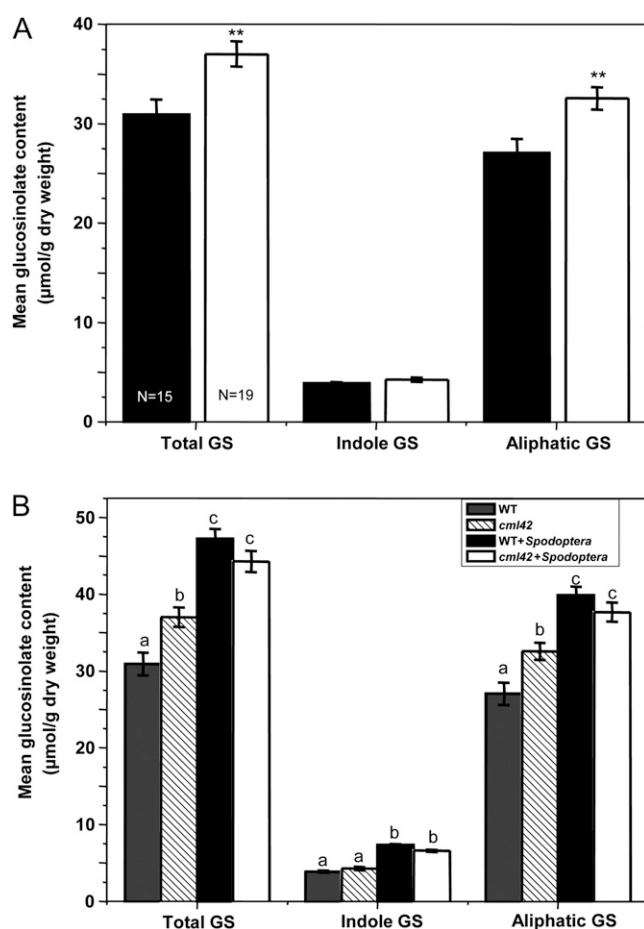 A
40
**
**
30
20
10
0
Mean glucosinolate content
(µmol/g dry weight)
N=15
N=19
Total GS
Indole GS
Aliphatic GS
B
50
40
30
20
10
0
Mean glucosinolate content
(µmol/g dry weight)
WT
cml42
WT+Spodoptera
cml42+Spodoptera
a
b
c
c
a
a
b
b
a
b
c
c
Total GS
Indole GS
Aliphatic GS